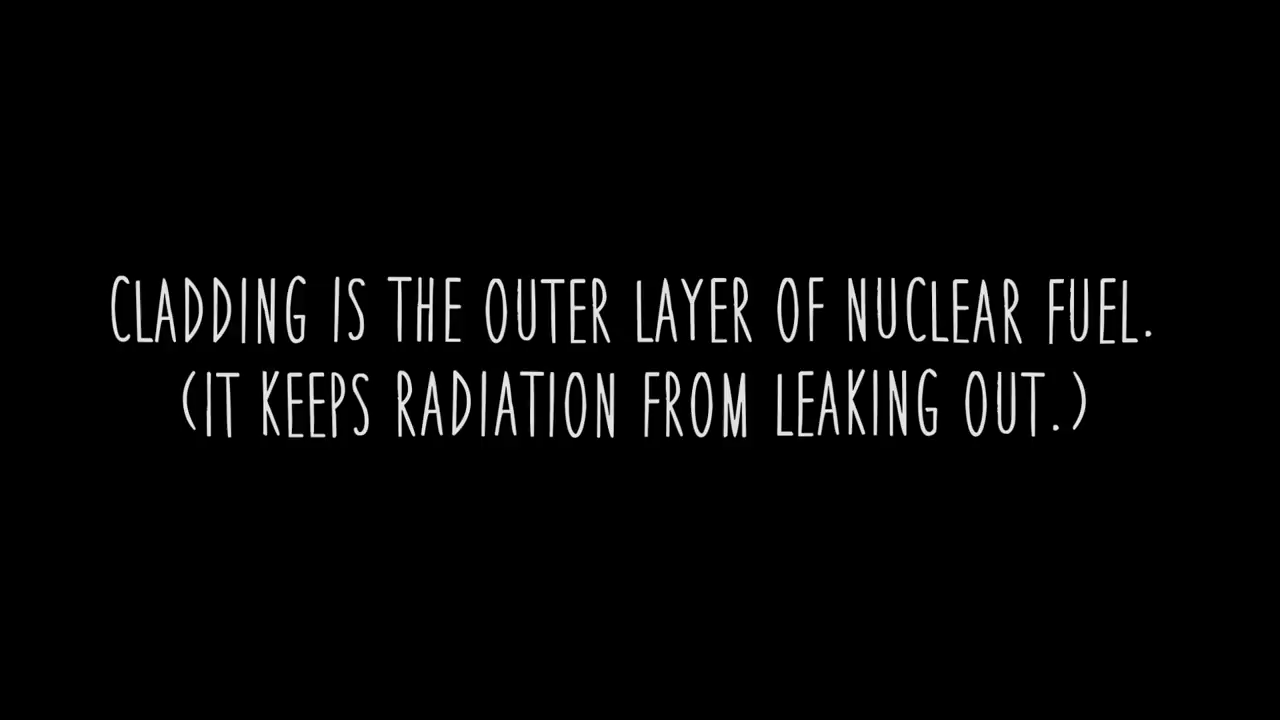 CLADDING IS THE OUTER LAYER OF NUCLEAR FUEL.
(IT KEEPS RADIATION FROM LEAKING OUT.)